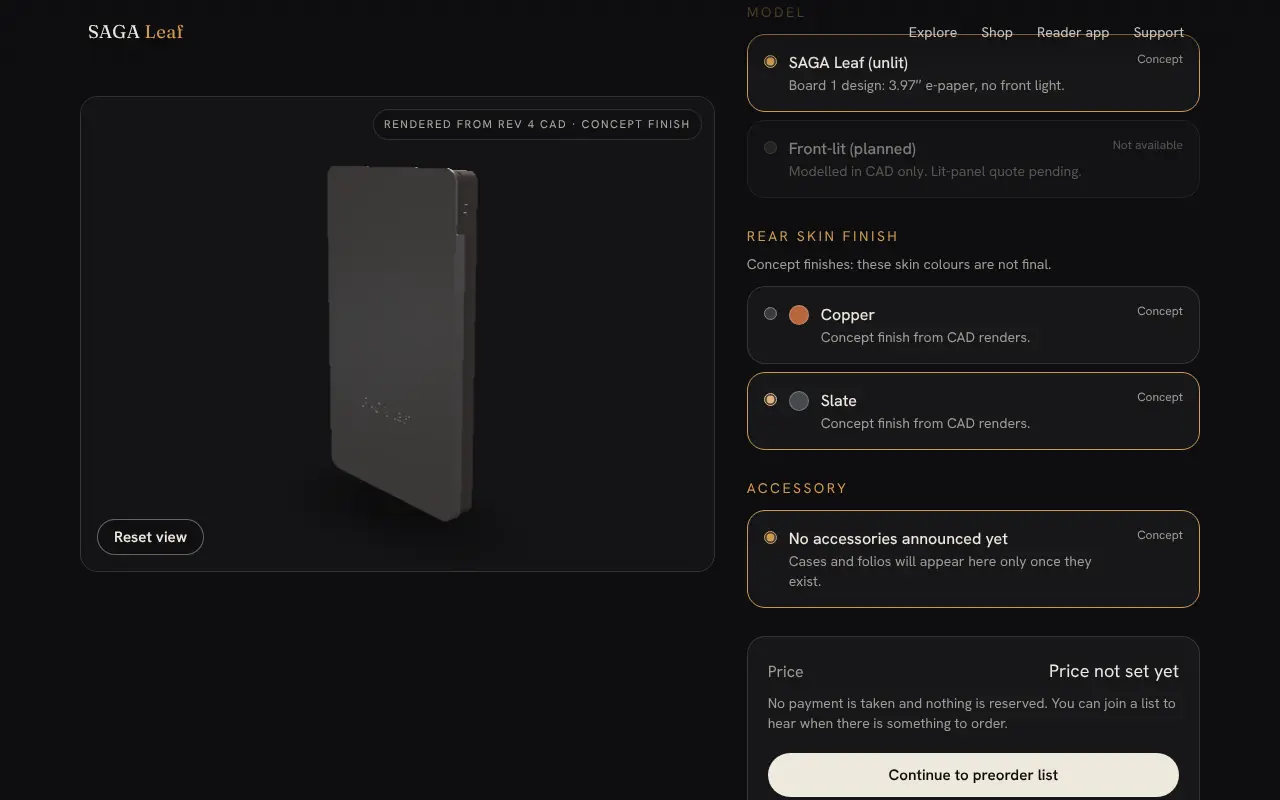 SAGA Leaf
Explore
Shop
Reader app
Support
RENDERED FROM REV 4 CAD · CONCEPT FINISH
Reset view
MODEL
SAGA Leaf (unlit)
Concept
Board 1 design: 3.97″ e-paper, no front light.
Front-lit (planned)
Not available
Modelled in CAD only. Lit-panel quote pending.
REAR SKIN FINISH
Concept finishes: these skin colours are not final.
Copper
Concept
Concept finish from CAD renders.
Slate
Concept
Concept finish from CAD renders.
ACCESSORY
No accessories announced yet
Concept
Cases and folios will appear here only once they
exist.
Price
Price not set yet
No payment is taken and nothing is reserved. You can join a list to
hear when there is something to order.
Continue to preorder list